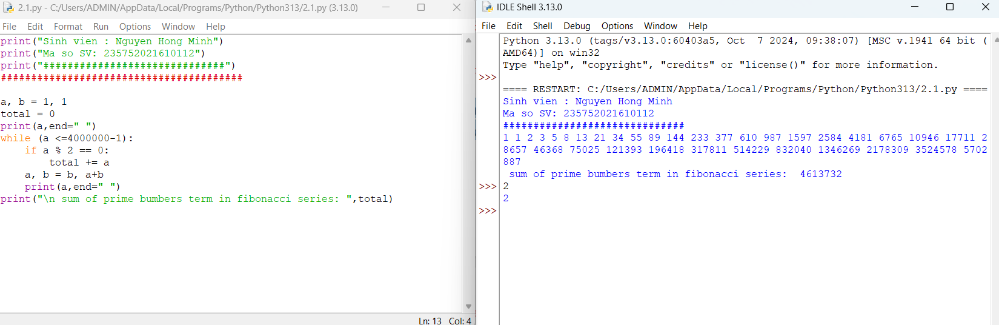 2.1.py - C:/Users/ADMIN/AppData/Local/Programs/Python/Python313/2.1.py (3.13.0)
File Edit Format Run Options Window Help
print("Sinh vien : Nguyen Hong Minh")
print("Ma so SV: 235752021610112")
print("##############################")
########################################
a, b = 1, 1
total = 0
print(a,end=" ")
while (a <=4000000-1):
    if a % 2 == 0:
        total += a
    a, b = b, a+b
    print(a,end=" ")
print("\n sum of prime bumbers term in fibonacci series: ",total)
Ln: 13 Col: 4
IDLE Shell 3.13.0
File Edit Shell Debug Options Window Help
Python 3.13.0 (tags/v3.13.0:60403a5, Oct  7 2024, 09:38:07) [MSC v.1941 64 bit (
AMD64)] on win32
Type "help", "copyright", "credits" or "license()" for more information.
>>>
==== RESTART: C:/Users/ADMIN/AppData/Local/Programs/Python/Python313/2.1.py ====
Sinh vien : Nguyen Hong Minh
Ma so SV: 235752021610112
##############################
1 1 2 3 5 8 13 21 34 55 89 144 233 377 610 987 1597 2584 4181 6765 10946 17711 2
8657 46368 75025 121393 196418 317811 514229 832040 1346269 2178309 3524578 5702
887
 sum of prime bumbers term in fibonacci series:  4613732
>>> 2
2
>>>